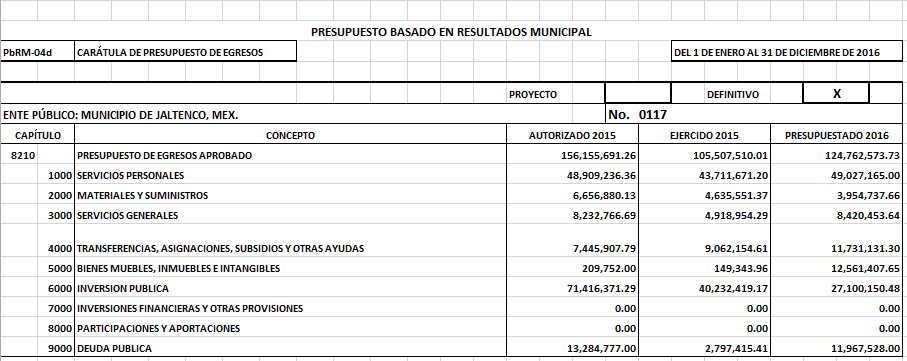 PRESUPUESTO BASADO EN RESULTADOS MUNICIPAL
PbRM-04d CARÁTULA DE PRESUPUESTO DE EGRESOS DEL 1 DE ENERO AL 31 DE DICIEMBRE DE 2016
PROYECTO DEFINITIVO X
ENTE PÚBLICO: MUNICIPIO DE JALTENCO, MEX. No. 0117
CAPÍTULO CONCEPTO AUTORIZADO 2015 EJERCIDO 2015 PRESUPUESTADO 2016
8210 PRESUPUESTO DE EGRESOS APROBADO 156,155,691.26 105,507,510.01 124,762,573.73
1000 SERVICIOS PERSONALES 48,909,236.36 43,711,671.20 49,027,165.00
2000 MATERIALES Y SUMINISTROS 6,656,880.13 4,635,551.37 3,954,737.66
3000 SERVICIOS GENERALES 8,232,766.69 4,918,954.29 8,420,453.64
4000 TRANSFERENCIAS, ASIGNACIONES, SUBSIDIOS Y OTRAS AYUDAS 7,445,907.79 9,062,154.61 11,731,131.30
5000 BIENES MUEBLES, INMUEBLES E INTANGIBLES 209,752.00 149,343.96 12,561,407.65
6000 INVERSION PUBLICA 71,416,371.29 40,232,419.17 27,100,150.48
7000 INVERSIONES FINANCIERAS Y OTRAS PROVISIONES 0.00 0.00 0.00
8000 PARTICIPACIONES Y APORTACIONES 0.00 0.00 0.00
9000 DEUDA PUBLICA 13,284,777.00 2,797,415.41 11,967,528.00